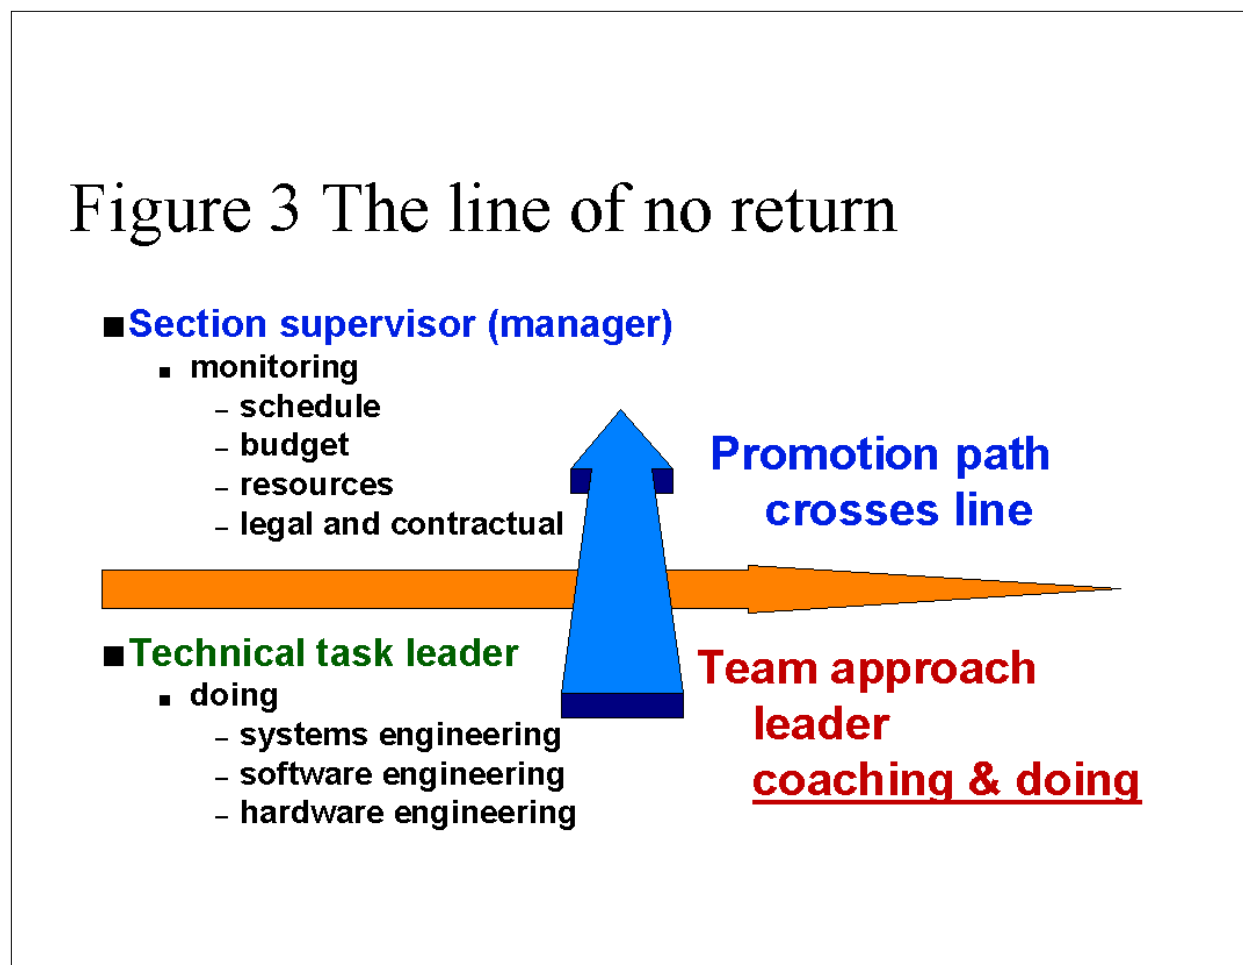 Figure 3 The line of no return
■Section supervisor (manager)
■ monitoring
– schedule
– budget
– resources
– legal and contractual
Promotion path
crosses line
■Technical task leader
■ doing
– systems engineering
– software engineering
– hardware engineering
Team approach
leader
coaching & doing